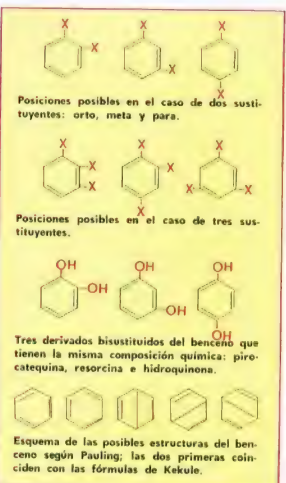 X X X
X
X
X
Posiciones posibles en el caso de dos susti-
tuyentes: orto, meta y para.
X X X
X X
X X X
X
Posiciones posibles en el caso de tres sus-
tituyentes.
OH OH OH
OH
OH
OH
Tres derivados bisustituidos del benceno que
tienen la misma composición química: piro-
catequina, resorcina e hidroquinona.
Esquema de las posibles estructuras del ben-
ceno según Pauling; las dos primeras coin-
ciden con las fórmulas de Kekule.